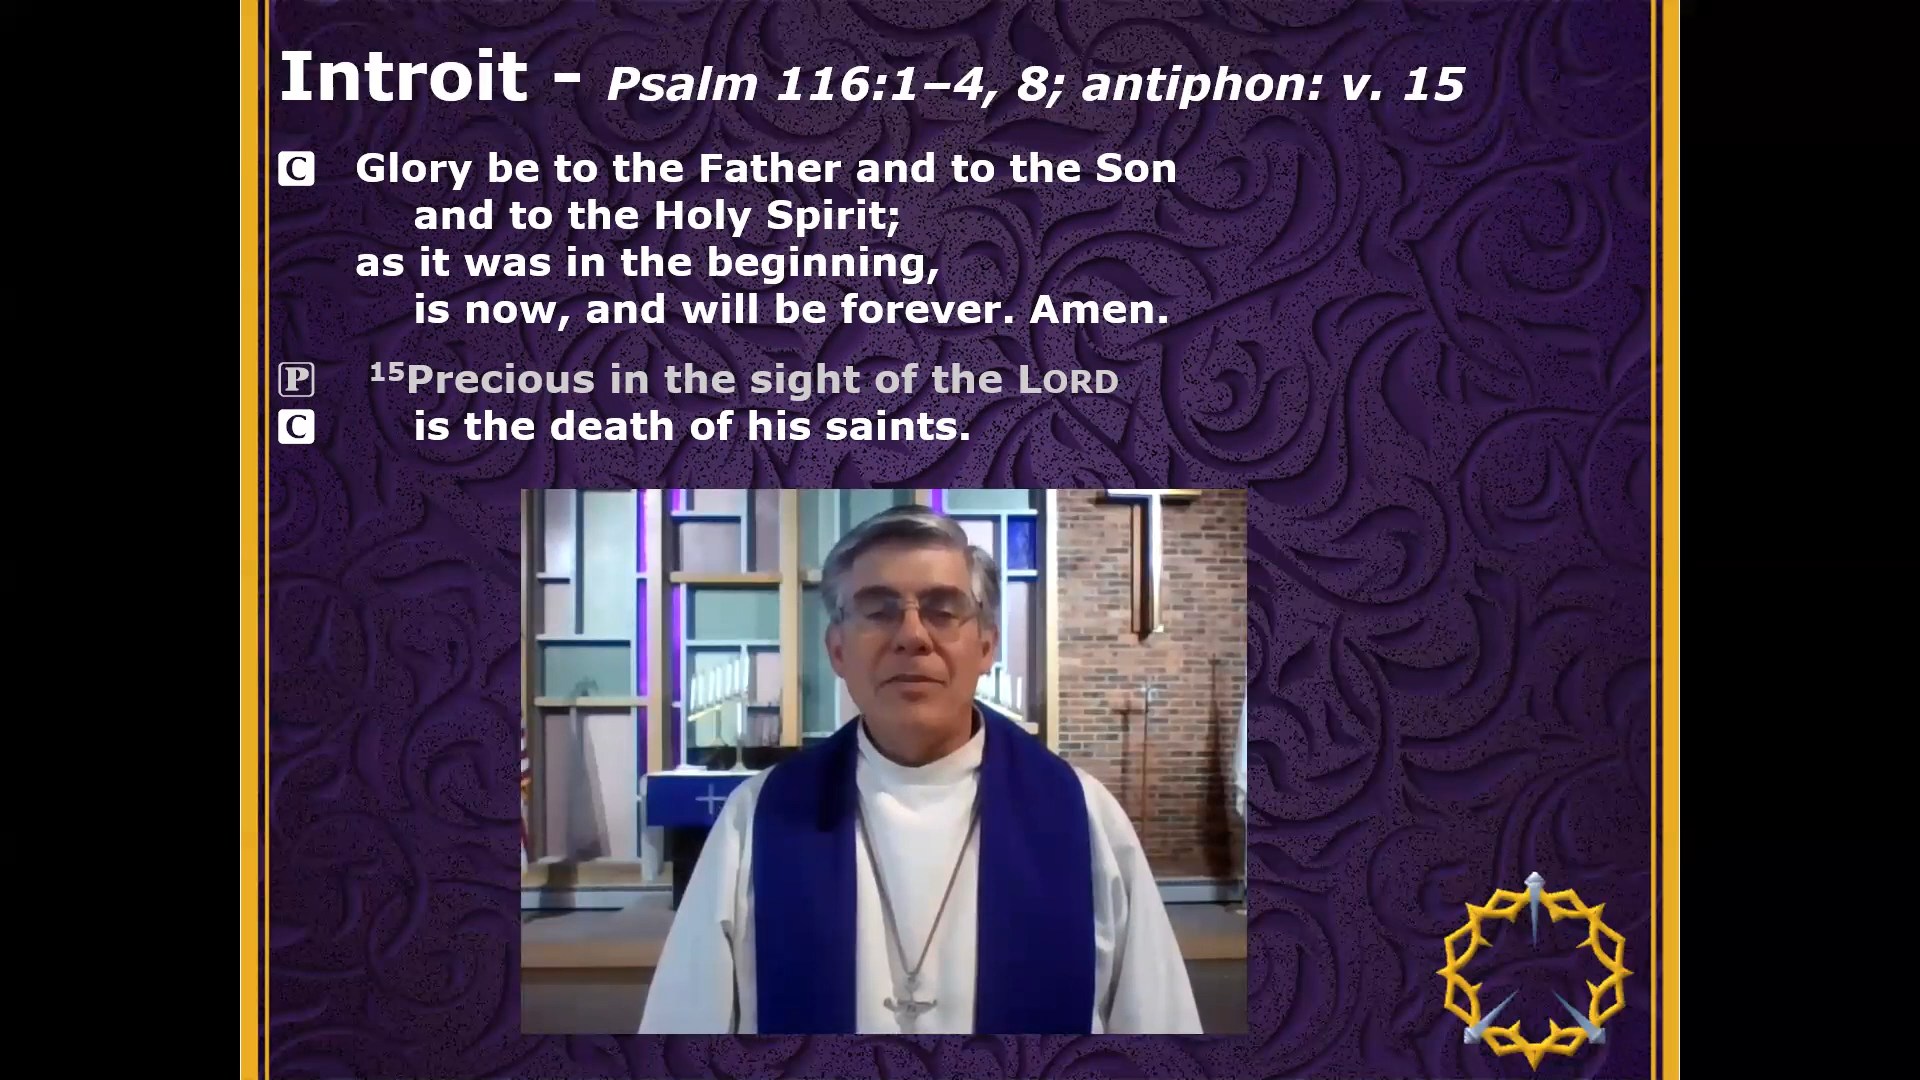 Introit - Psalm 116:1–4, 8; antiphon: v. 15
C Glory be to the Father and to the Son
and to the Holy Spirit;
as it was in the beginning,
is now, and will be forever. Amen.
P 15Precious in the sight of the LORD
C is the death of his saints.